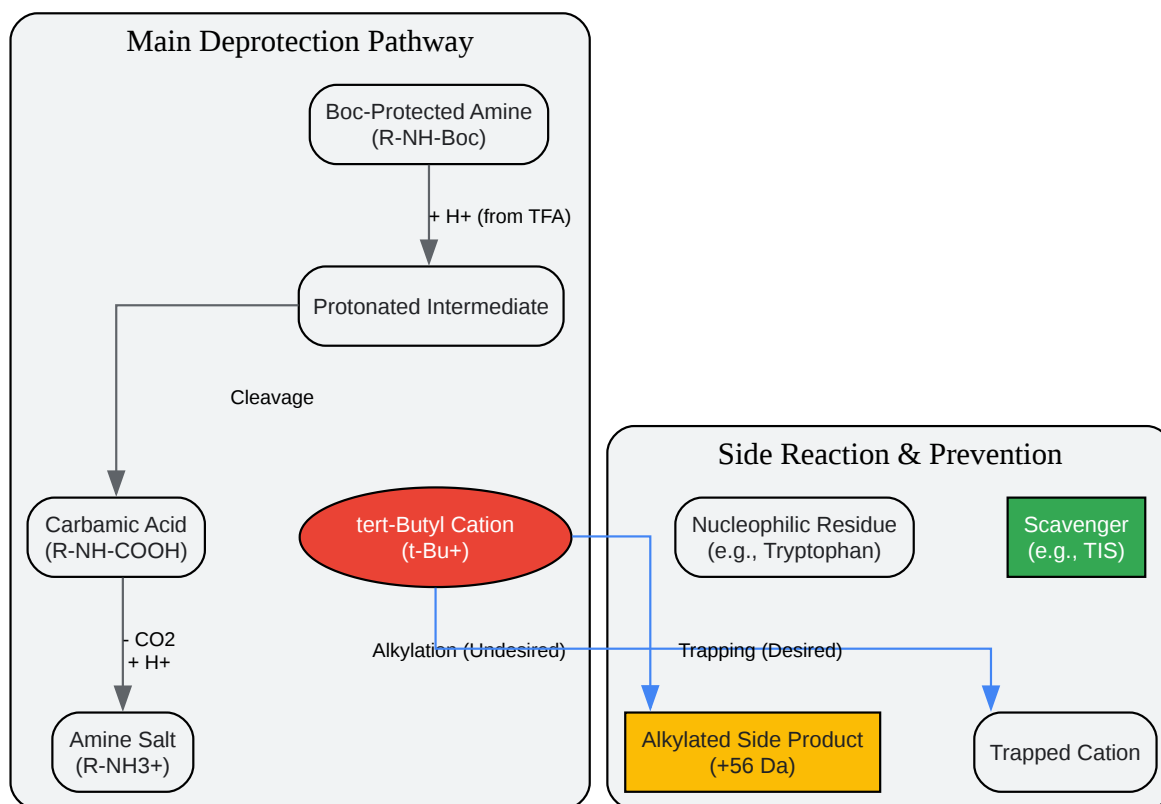 Main Deprotection Pathway
Boc-Protected Amine
(R-NH-Boc)
+ H+ (from TFA)
Protonated Intermediate
Cleavage
Carbamic Acid
(R-NH-COOH)
tert-Butyl Cation
(t-Bu+)
- CO2
+ H+
Alkylation (Undesired)
Amine Salt
(R-NH3+)
Side Reaction & Prevention
Nucleophilic Residue
(e.g., Tryptophan)
Scavenger
(e.g., TIS)
Trapping (Desired)
Alkylated Side Product
(+56 Da)
Trapped Cation